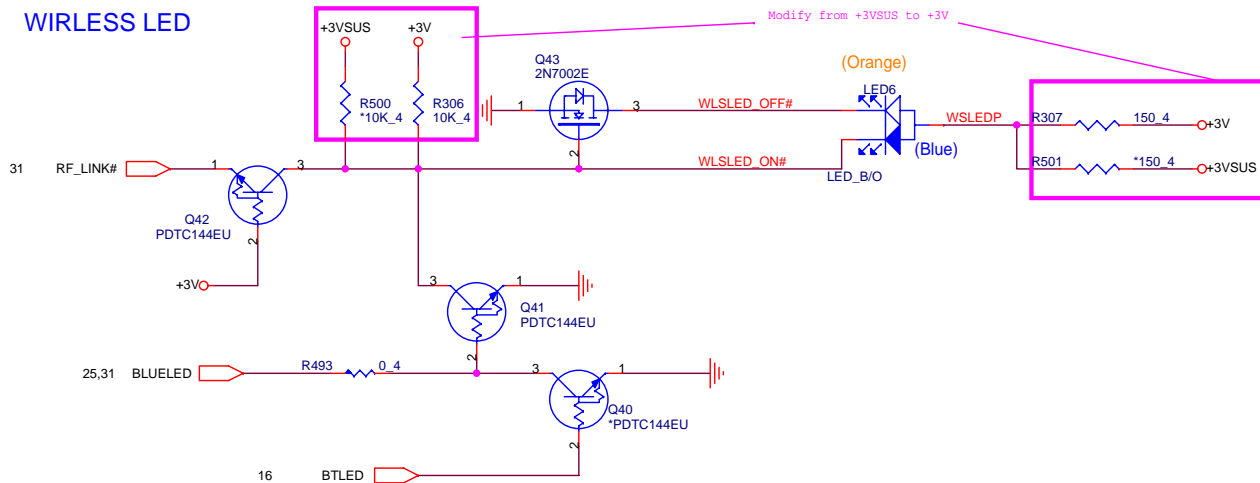 WIRLESS LED
Modify from +3VSUS to +3V
+3VSUS
+3V
R500
*10K_4
R306
10K_4
Q43
2N7002E
1
3
2
WLSLED_OFF#
(Orange)
LED6
WSLEDP
R307
150_4
+3V
(Blue)
31
RF_LINK#
1
3
WLSLED_ON#
LED_B/O
R501
*150_4
+3VSUS
Q42
PDTC144EU
2
+3V
3
1
Q41
PDTC144EU
2
25,31
BLUELED
R493
0_4
3
1
Q40
*PDTC144EU
2
16
BTLED